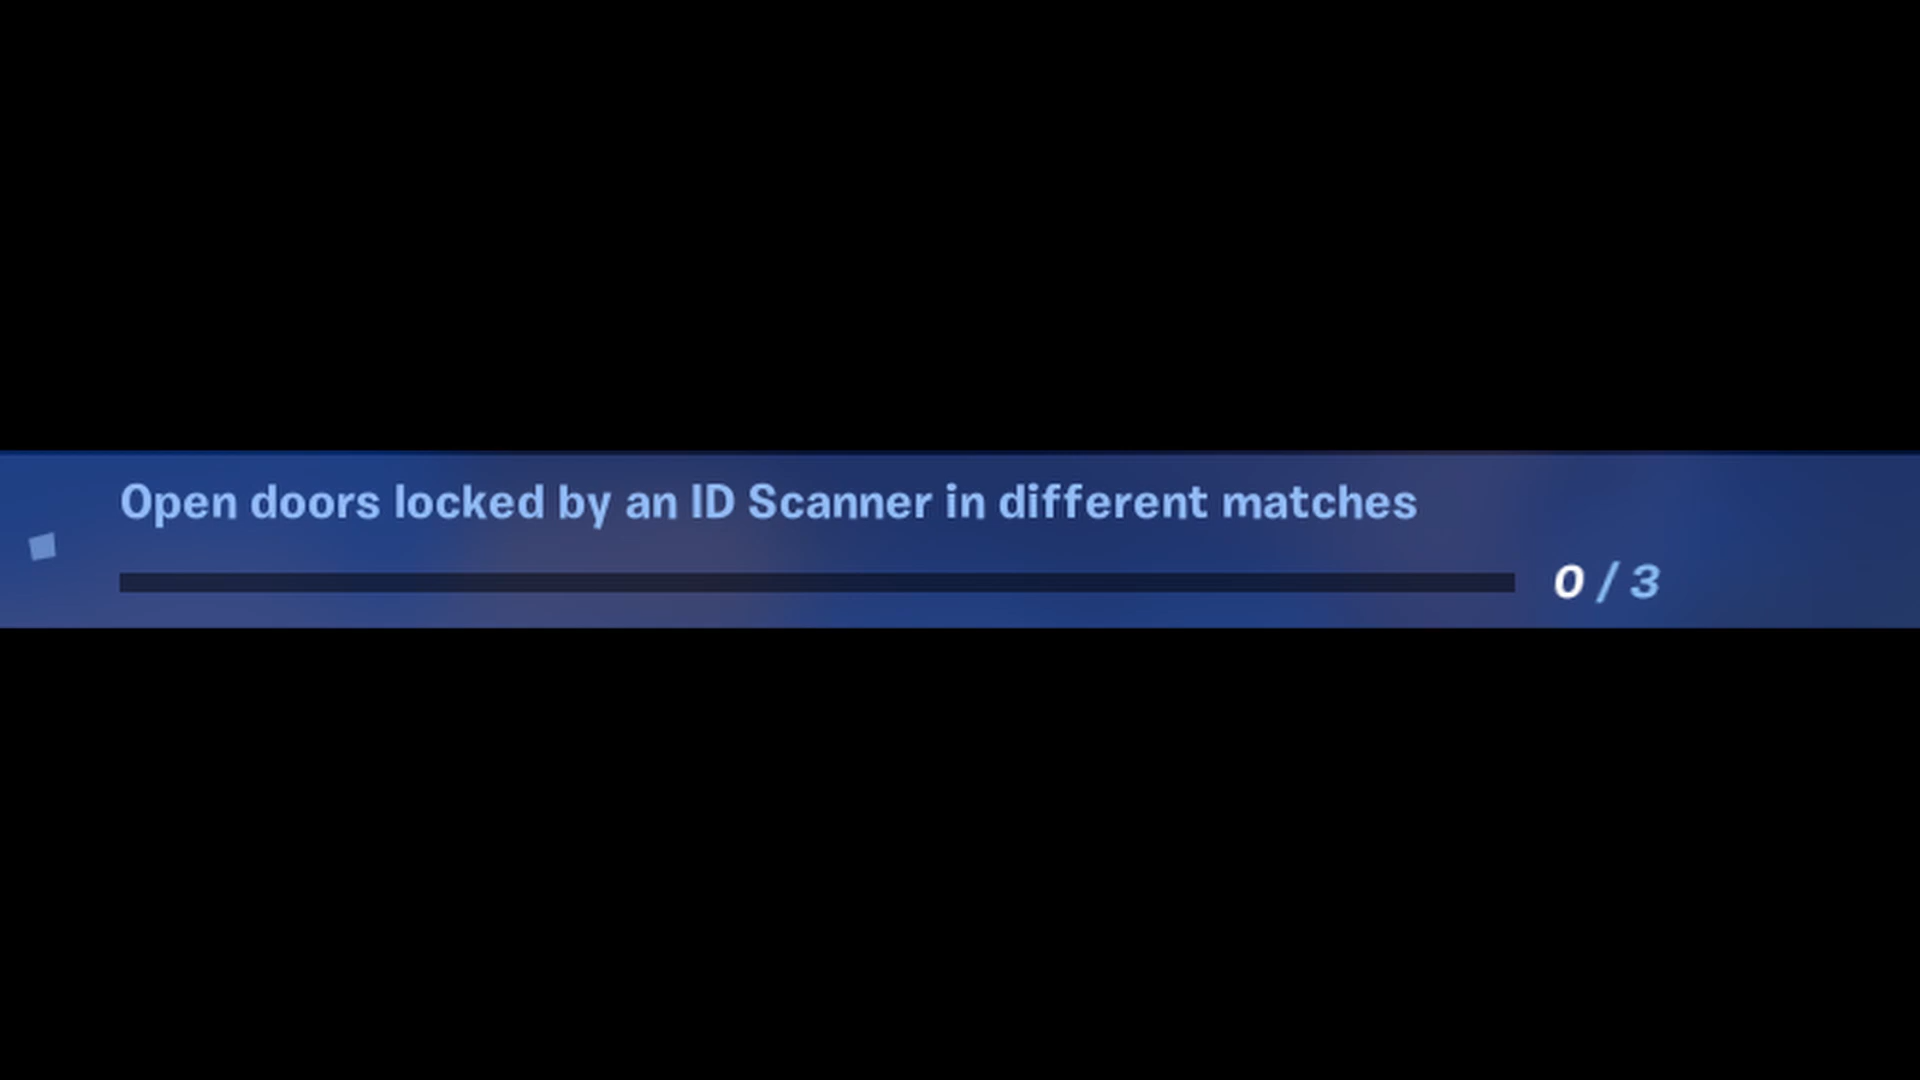 Open doors locked by an ID Scanner in different matches
0 / 3